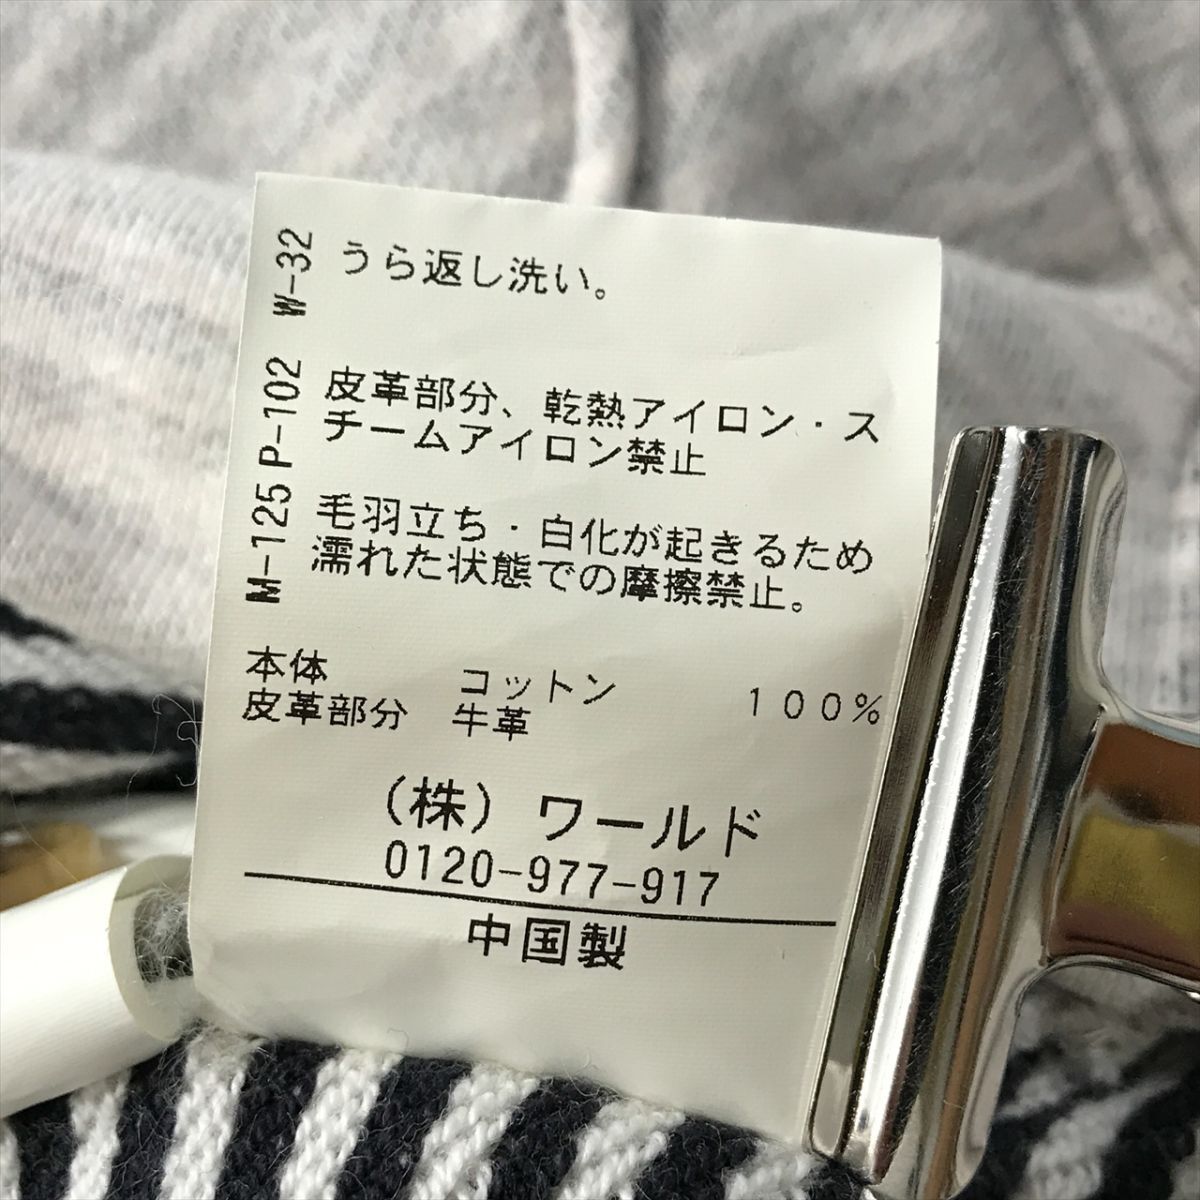 うら返し洗い。
皮革部分、乾熱アイロン・ス
チームアイロン禁止
毛羽立ち・白化が起きるため
濡れた状態での摩擦禁止。
本体 コットン 100%
皮革部分 牛革
(株) ワールド
0120-977-917
中国製
M-125 P-102 W-32